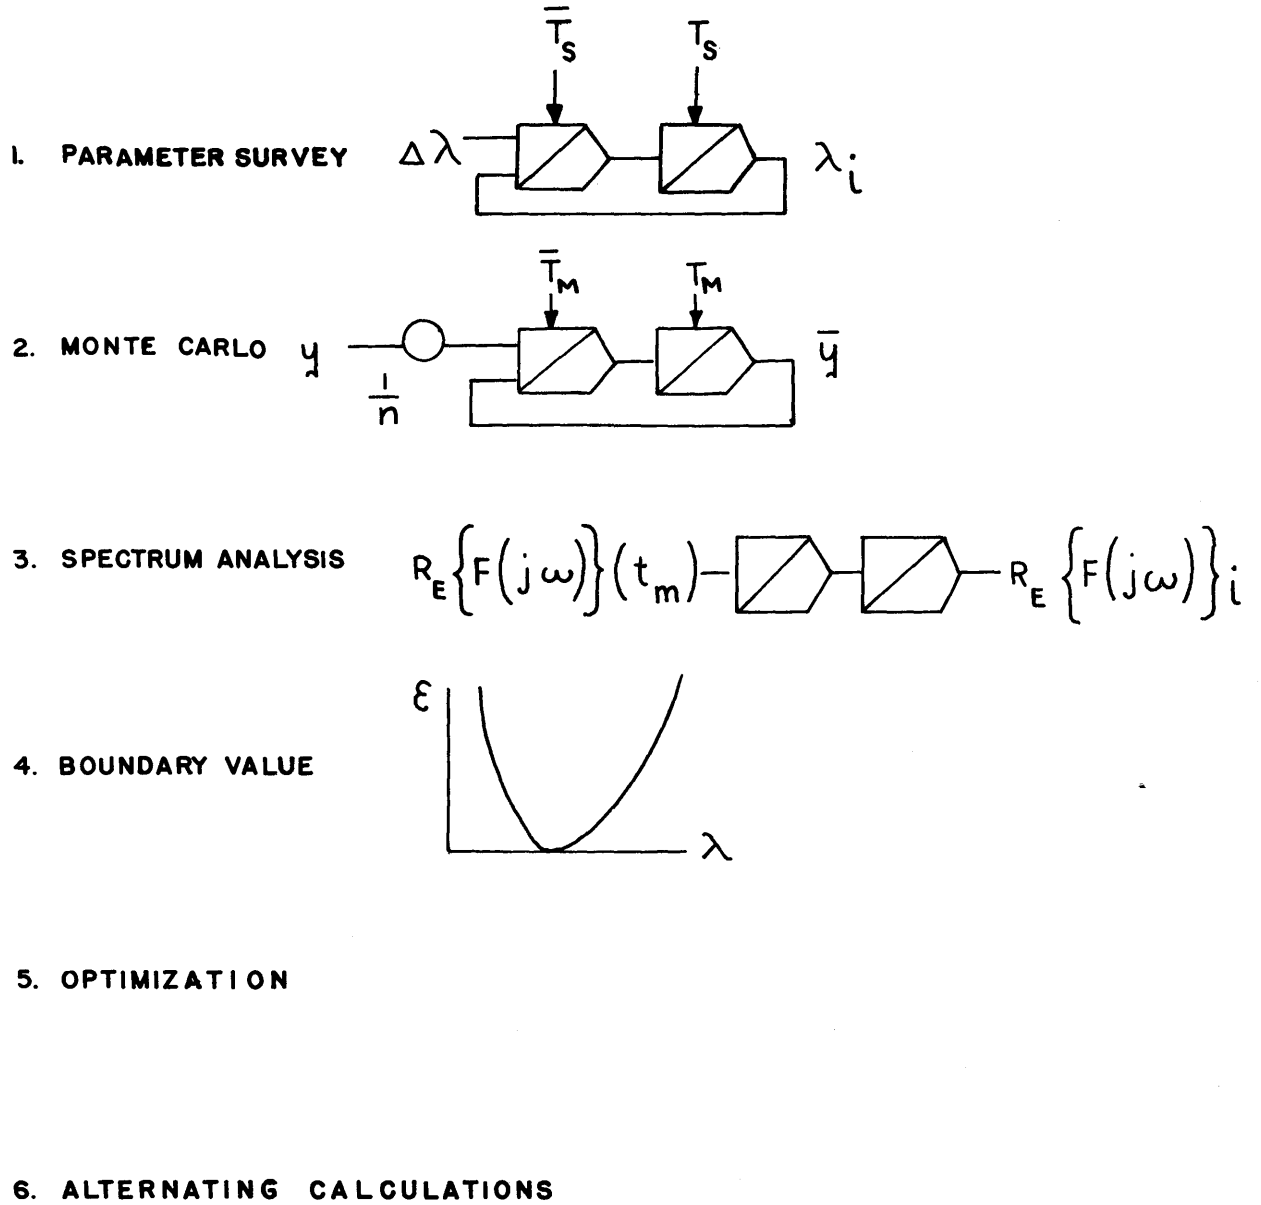 T̅S TS
1. PARAMETER SURVEY Δλ λi
T̅M TM
2. MONTE CARLO y 1/n y̅
3. SPECTRUM ANALYSIS RE{F(jω)}(tm) RE{F(jω)}i
ε
4. BOUNDARY VALUE
λ
5. OPTIMIZATION
6. ALTERNATING CALCULATIONS